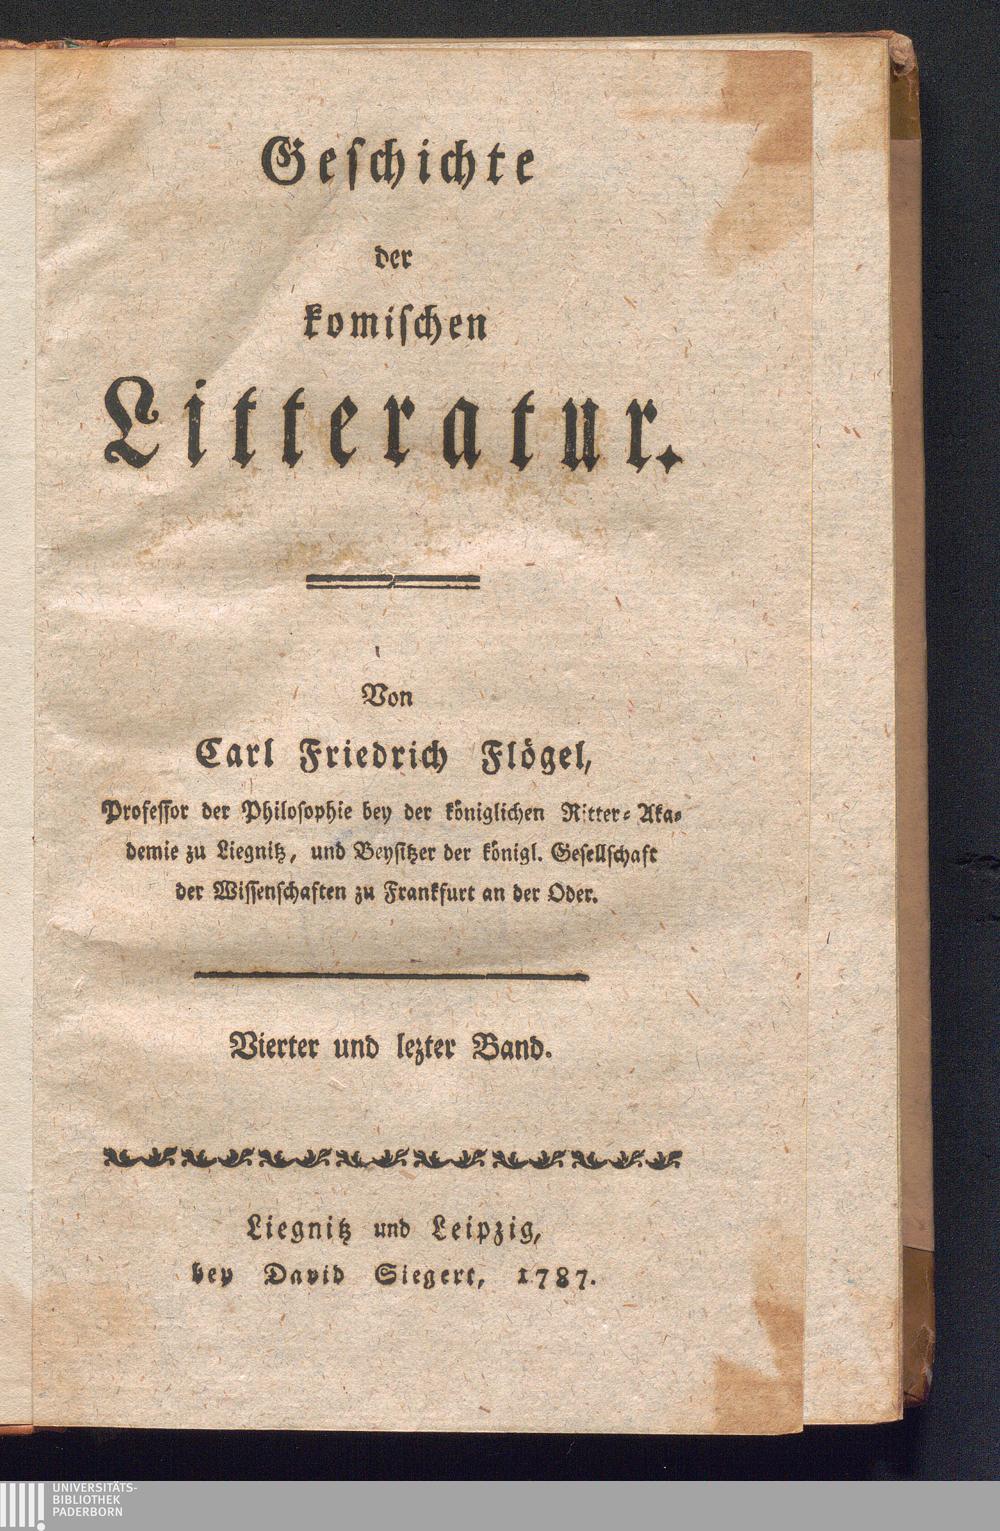 Geschichte
der
komischen
Litteratur.
Von
Carl Friedrich Flögel,
Professor der Philosophie bey der königlichen Ritter-Aka-
demie zu Liegnitz, und Beysitzer der königl. Gesellschaft
der Wissenschaften zu Frankfurt an der Oder.
Vierter und lezter Band.
Liegnitz und Leipzig,
bey David Siegert, 1787.
UNIVERSITÄTS-
BIBLIOTHEK
PADERBORN